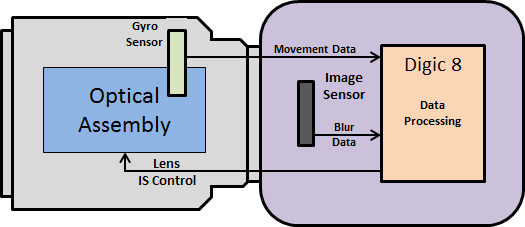 Gyro
Sensor
Movement Data
Digic 8
Image
Sensor
Optical
Assembly
Data
Processing
Blur
Data
Lens
IS Control